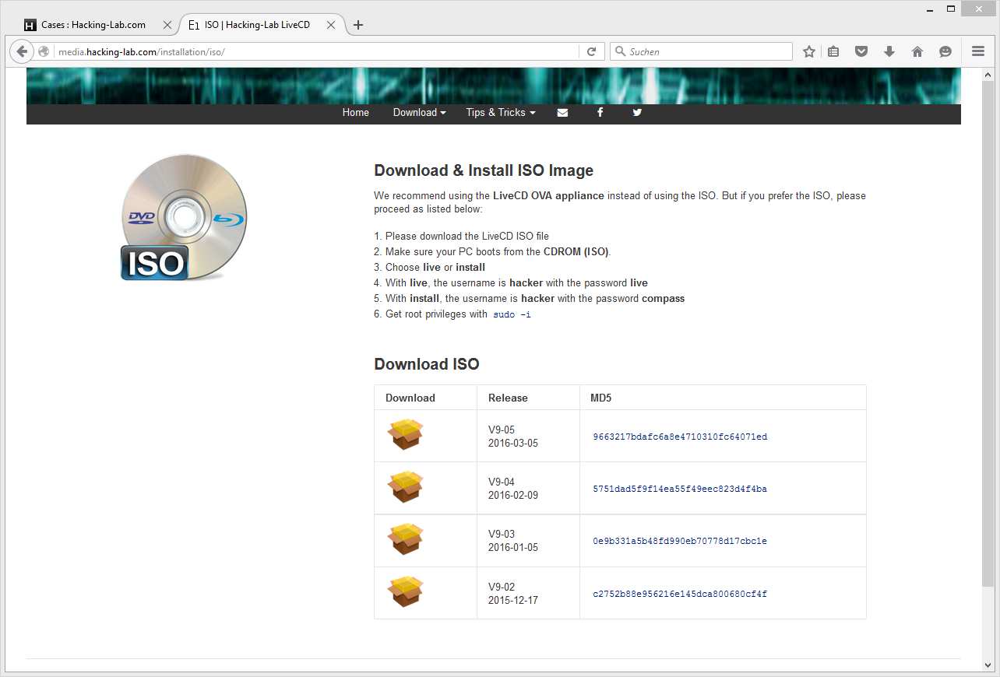 Cases : Hacking-Lab.com
E1 ISO | Hacking-Lab LiveCD
media.hacking-lab.com/installation/iso/
Suchen
Home
Download
Tips & Tricks
DVD
ISO
Download & Install ISO Image
We recommend using the LiveCD OVA appliance instead of using the ISO. But if you prefer the ISO, please
proceed as listed below:
1. Please download the LiveCD ISO file
2. Make sure your PC boots from the CDROM (ISO).
3. Choose live or install
4. With live, the username is hacker with the password live
5. With install, the username is hacker with the password compass
6. Get root privileges with sudo -i
Download ISO
Download Release MD5
V9-05
2016-03-05
9663217bdafc6a8e4710310fc64071ed
V9-04
2016-02-09
5751dad5f9f14ea55f49eec823d4f4ba
V9-03
2016-01-05
0e9b331a5b48fd990eb70778d17cbc1e
V9-02
2015-12-17
c2752b88e956216e145dca800680cf4f